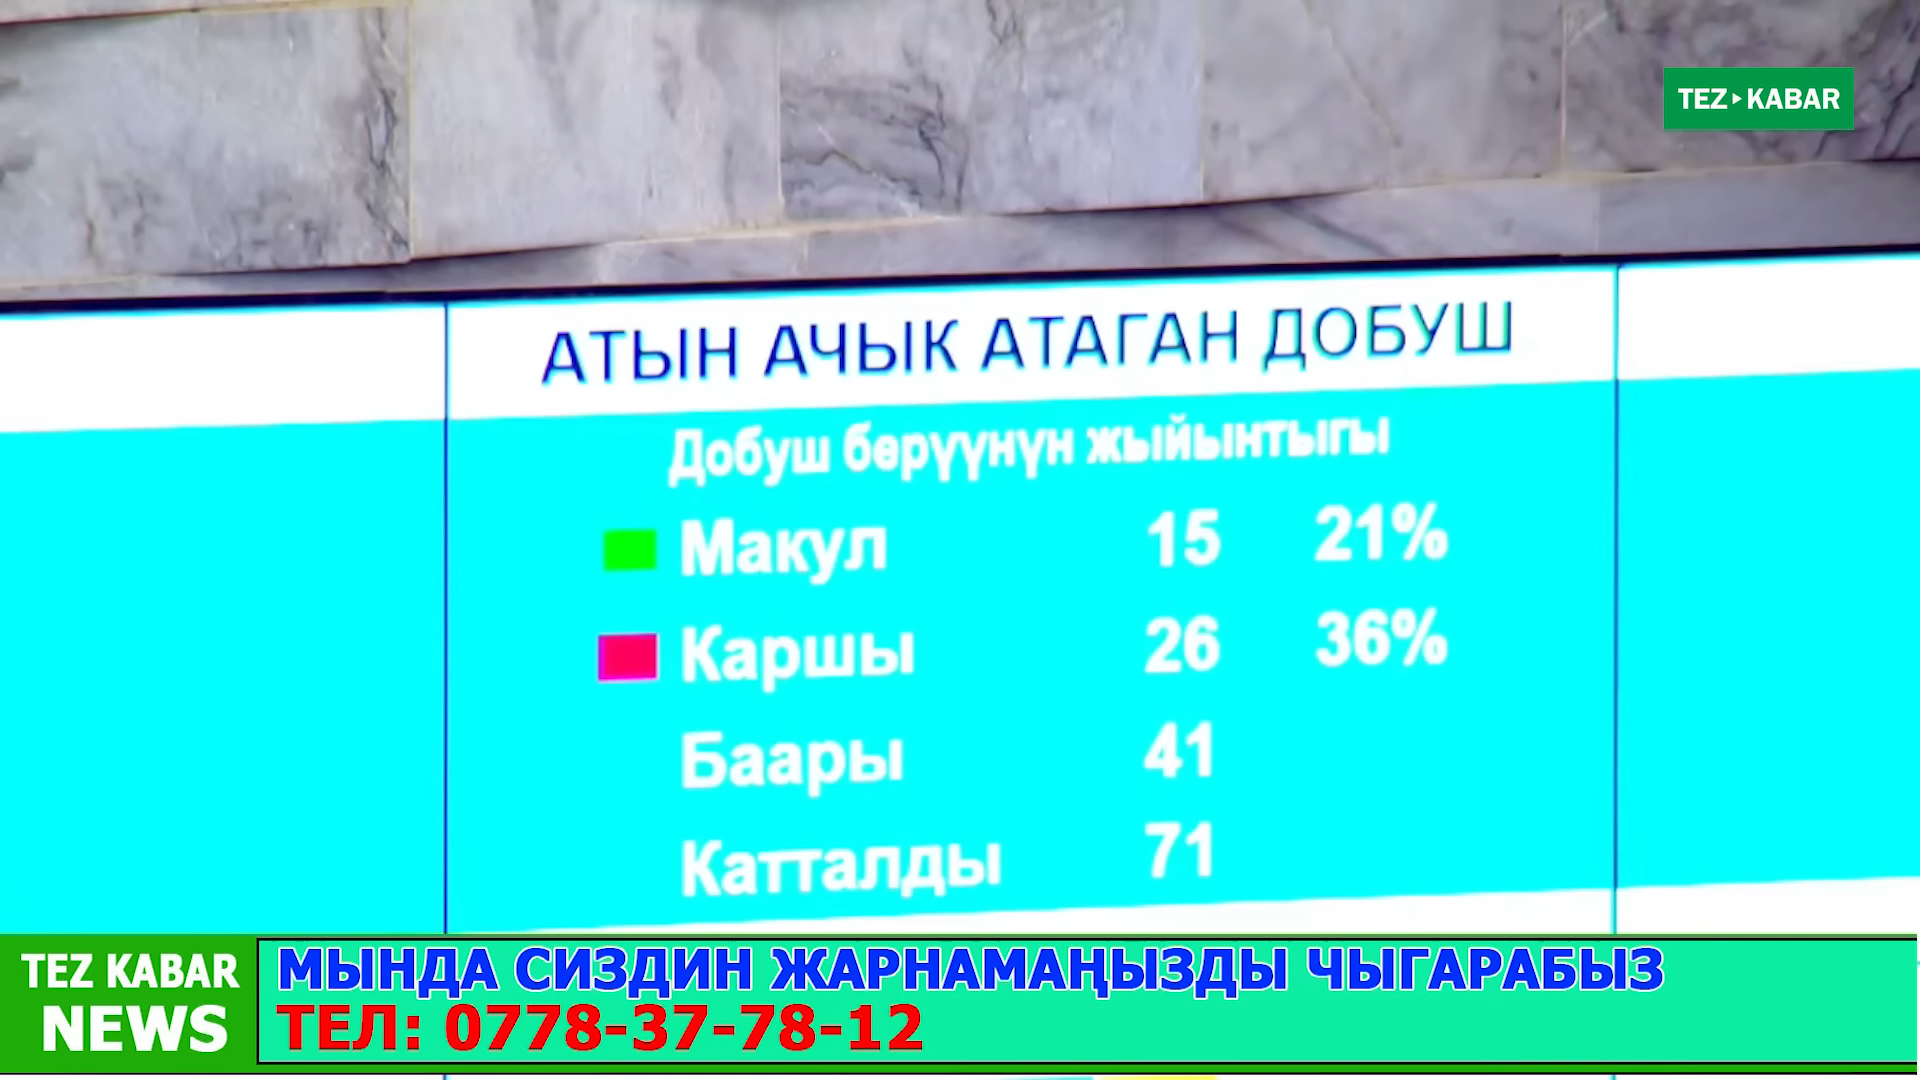 TEZ KABAR
АТЫН АЧЫК АТАГАН ДОБУШ
Добуш берүүнүн жыйынтыгы
Макул 15 21%
Каршы 26 36%
Баары 41
Катталды 71
TEZ KABAR
NEWS
МЫНДА СИЗДИН ЖАРНАМАҢЫЗДЫ ЧЫГАРАБЫЗ
ТЕЛ: 0778-37-78-12